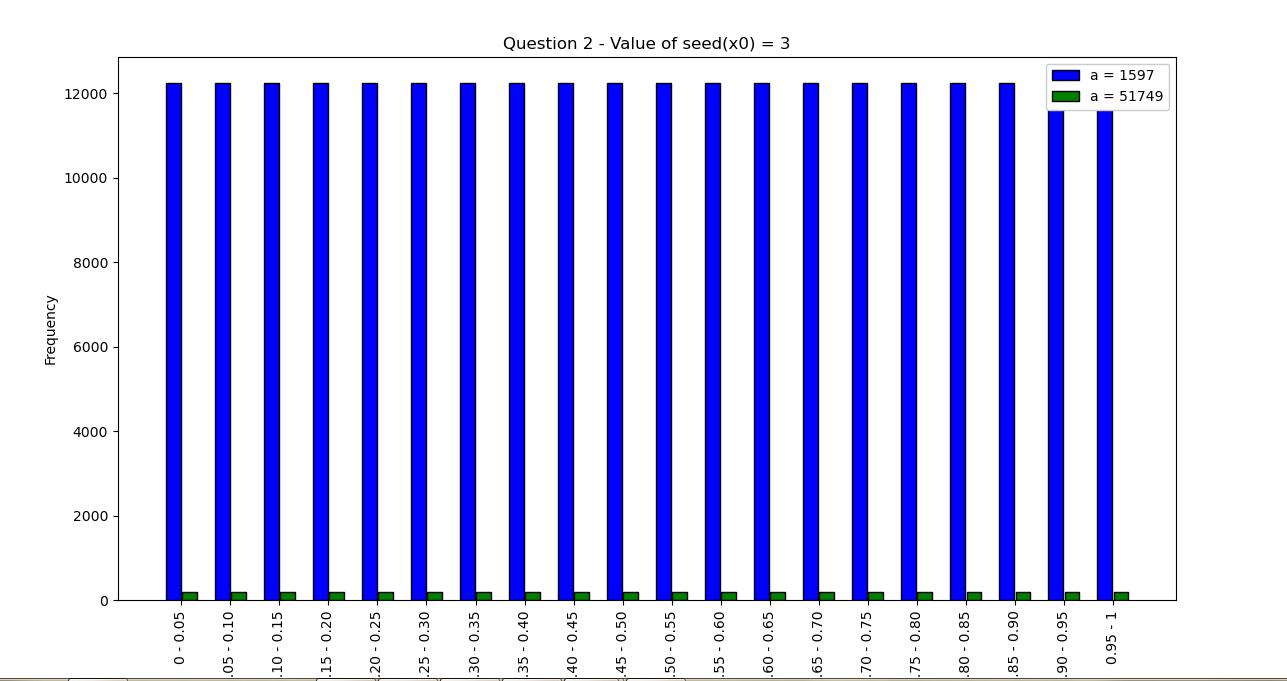 Question 2 - Value of seed(x0) = 3
a = 1597
a = 51749
Frequency
12000
10000
8000
6000
4000
2000
0
0 - 0.05
.05 - 0.10
.10 - 0.15
.15 - 0.20
.20 - 0.25
.25 - 0.30
.30 - 0.35
.35 - 0.40
.40 - 0.45
.45 - 0.50
.50 - 0.55
.55 - 0.60
.60 - 0.65
.65 - 0.70
.70 - 0.75
.75 - 0.80
.80 - 0.85
.85 - 0.90
.90 - 0.95
0.95 - 1